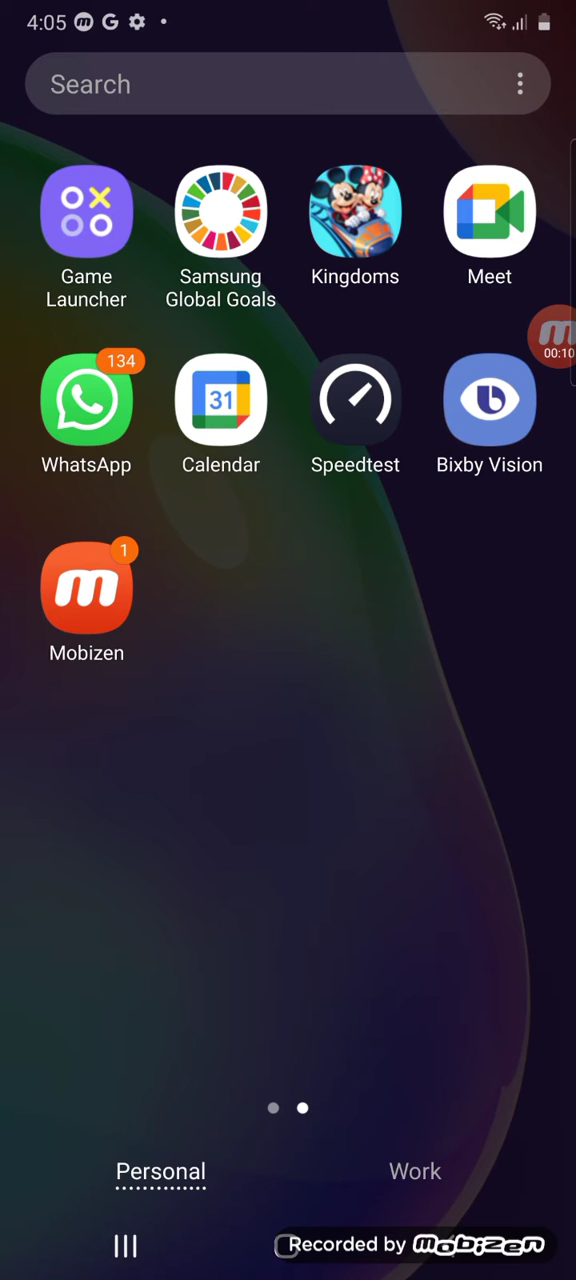 4:05
Search
Game Launcher
Samsung Global Goals
Kingdoms
Meet
00:10
134
31
WhatsApp
Calendar
Speedtest
Bixby Vision
1
m
Mobizen
Personal
Work
Recorded by mobizen